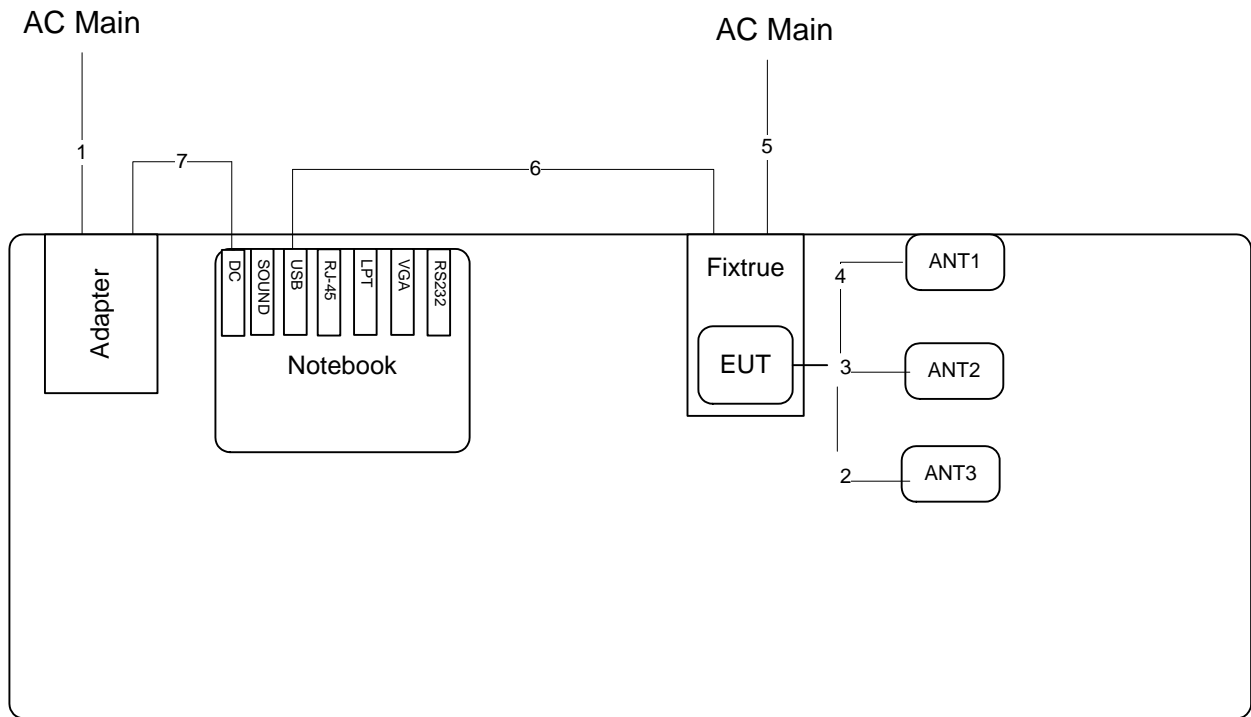 AC Main
AC Main
1
7
6
5
Adapter
DC
SOUND
USB
RJ-45
LPT
VGA
RS232
Notebook
Fixtrue
EUT
4
ANT1
3
ANT2
2
ANT3